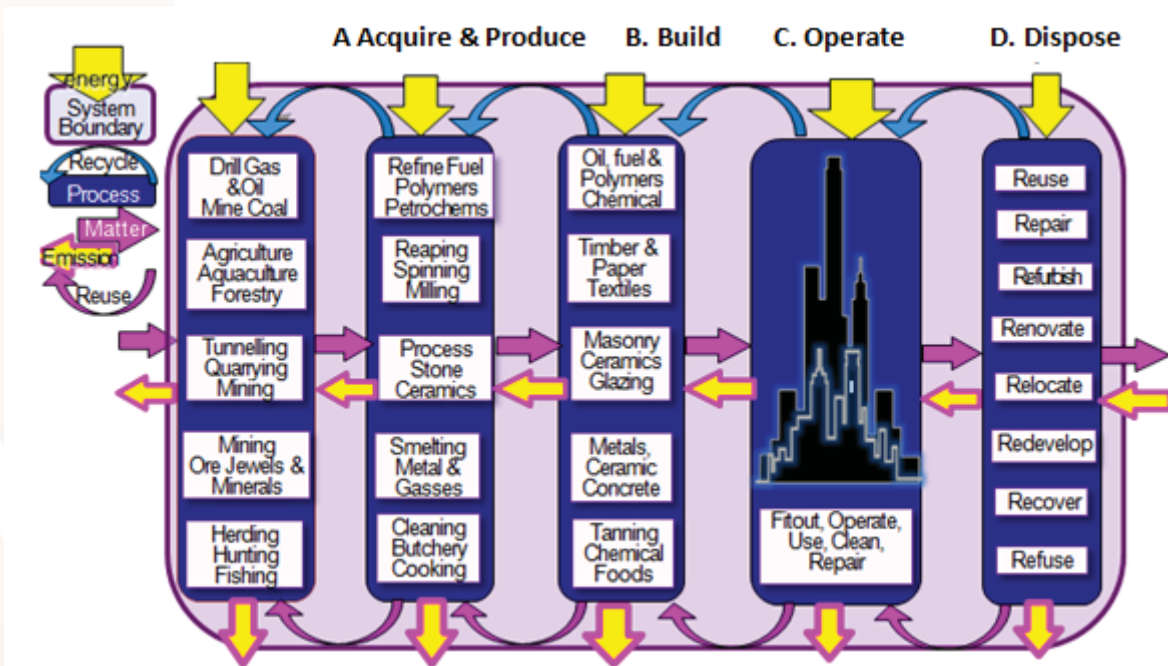 A Acquire & Produce
B. Build
C. Operate
D. Dispose
energy
System
Boundary
Recycle
Process
Matter
Emission
Reuse
Drill Gas
&Oil
Mine Coal
Agriculture
Aquaculture
Forestry
Tunnelling
Quarrying
Mining
Mining
Ore Jewels &
Minerals
Herding
Hunting
Fishing
Refine Fuel
Polymers
Petrochems
Reaping
Spinning
Milling
Process
Stone
Ceramics
Smelting
Metal &
Gasses
Cleaning
Butchery
Cooking
Oil, fuel &
Polymers
Chemical
Timber &
Paper
Textiles
Masonry
Ceramics
Glazing
Metals,
Ceramic
Concrete
Tanning
Chemical
Foods
Fitout, Operate,
Use, Clean,
Repair
Reuse
Repair
Refurbish
Renovate
Relocate
Redevelop
Recover
Refuse